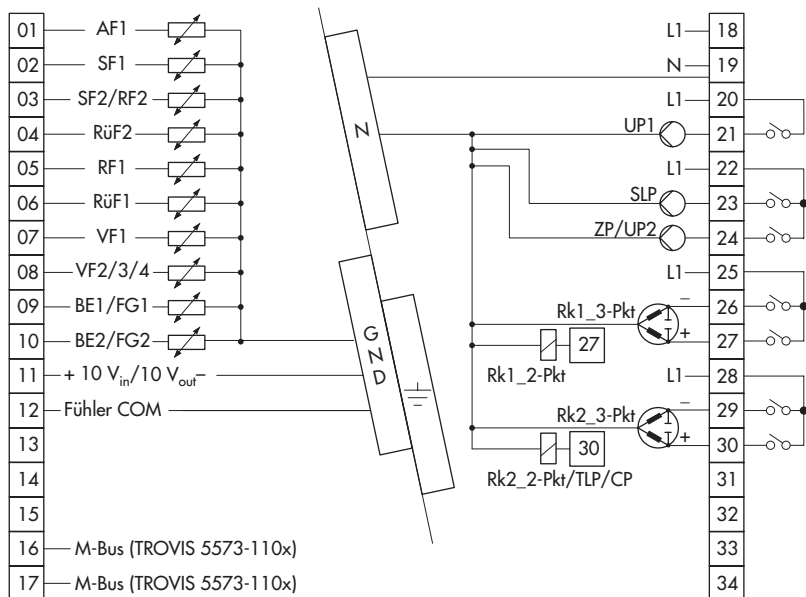 01 AF1
02 SF1
03 SF2/RF2
04 RüF2
05 RF1
06 RüF1
07 VF1
08 VF2/3/4
09 BE1/FG1
10 BE2/FG2
11 + 10 Vin/10 Vout–
12 Fühler COM
13
14
15
16 M-Bus (TROVIS 5573-110x)
17 M-Bus (TROVIS 5573-110x)
N
GND
L1 18
N 19
L1 20
UP1 21
L1 22
SLP 23
ZP/UP2 24
L1 25
Rk1_3-Pkt – 26
+ 27
27
Rk1_2-Pkt
L1 28
Rk2_3-Pkt – 29
+ 30
30
Rk2_2-Pkt/TLP/CP
31
32
33
34